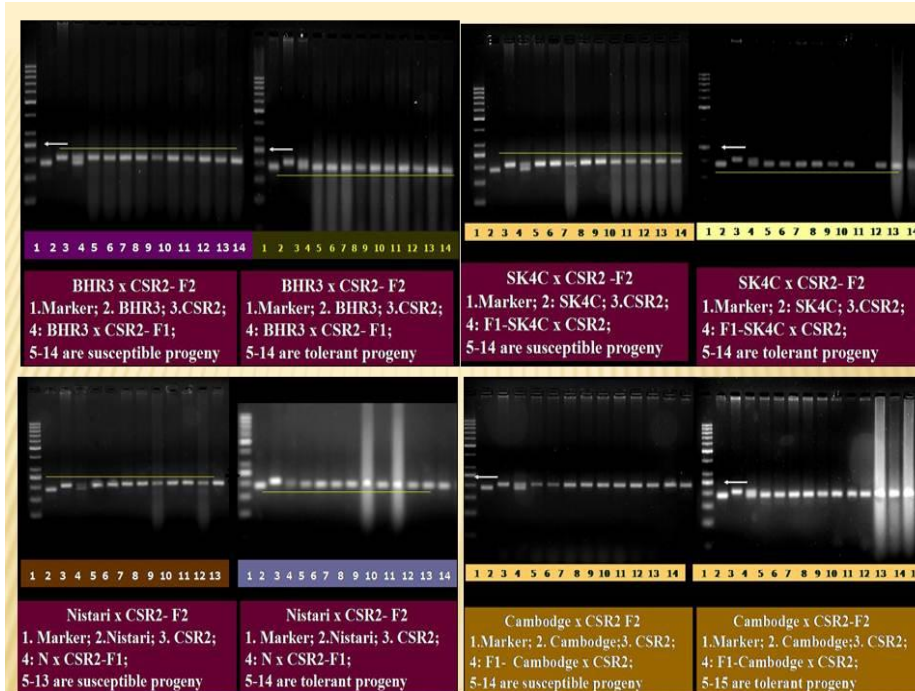 1 2 3 4 5 6 7 8 9 10 11 12 13 14
1 2 3 4 5 6 7 8 9 10 11 12 13 14
BHR3 x CSR2- F2
1.Marker; 2. BHR3; 3.CSR2;
4: BHR3 x CSR2- F1;
5-14 are susceptible progeny
BHR3 x CSR2- F2
1.Marker; 2. BHR3; 3.CSR2;
4: BHR3 x CSR2- F1;
5-14 are tolerant progeny
1 2 3 4 5 6 7 8 9 10 11 12 13 14
1 2 3 4 5 6 7 8 9 10 11 12 13 14
SK4C x CSR2 -F2
1.Marker; 2: SK4C; 3.CSR2;
4: F1-SK4C x CSR2;
5-14 are susceptible progeny
SK4C x CSR2- F2
1.Marker; 2: SK4C; 3.CSR2;
4: F1-SK4C x CSR2;
5-14 are tolerant progeny
1 2 3 4 5 6 7 8 9 10 11 12 13
1 2 3 4 5 6 7 8 9 10 11 12 13 14
Nistari x CSR2- F2
1. Marker; 2.Nistari; 3. CSR2;
4: N x CSR2-F1;
5-13 are susceptible progeny
Nistari x CSR2- F2
1. Marker; 2.Nistari; 3. CSR2;
4: N x CSR2-F1;
5-14 are tolerant progeny
1 2 3 4 5 6 7 8 9 10 11 12 13 14
1 2 3 4 5 6 7 8 9 10 11 12 13 14
Cambodge x CSR2 F2
1.Marker; 2. Cambodge;3. CSR2;
4: F1- Cambodge x CSR2;
5-14 are susceptible progeny
Cambodge x CSR2-F2
1.Marker; 2. Cambodge;3. CSR2;
4: F1-Cambodge x CSR2;
5-15 are tolerant progeny